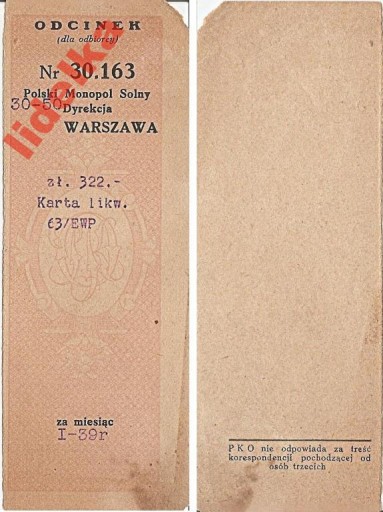 ODCINEK
(dla odbiorcy)
Nr 30.163
Polski Monopol Solny
30-50 Dyrekcja
WARSZAWA
zł. 322.-
Karta likw.
63/EWP
za miesiąc
I-39r
lidelka
PKO nie odpowiada za treść
korespondencji pochodzącej od
osób trzecich